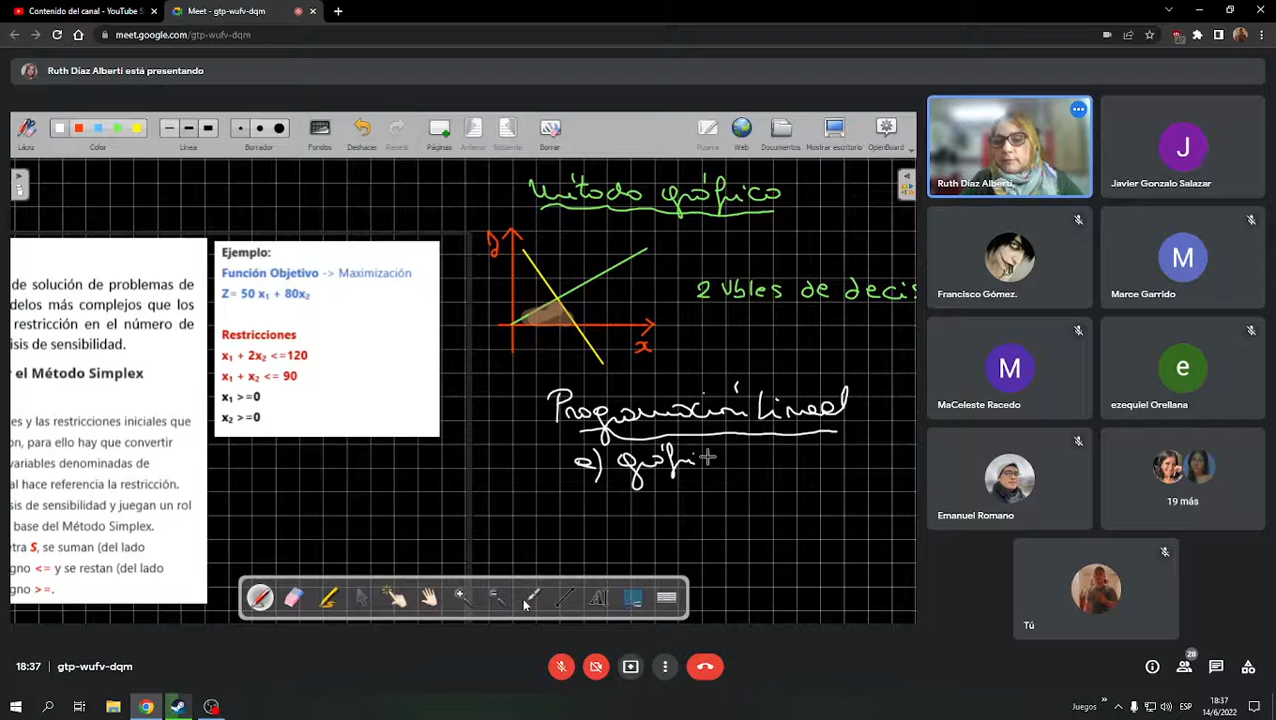 Contenido del canal - YouTube S
Meet - gtp-wufv-dqm
meet.google.com/gtp-wufv-dqm
Ruth Díaz Alberti está presentando
Color
Línea
Borrador
Fondos
Deshacer
Páginas
Anterior
Siguiente
Borrar
Pizarra
Web
Documentos
Mostrar escritorio
OpenBoard
Método gráfico
y
x
2 Vbles de decis
Programación Lineal
a) gráfi
de solución de problemas de
delos más complejos que los
restricción en el número de
isis de sensibilidad.
y el Método Simplex
es y las restricciones iniciales que
ón, para ello hay que convertir
variables denominadas de
al hace referencia la restricción.
sis de sensibilidad y juegan un rol
base del Método Simplex.
etra S, se suman (del lado
gno <= y se restan (del lado
gno >=.
Ejemplo:
Función Objetivo -> Maximización
Z= 50 x₁ + 80x₂
Restricciones
x₁ + 2x₂ <=120
x₁ + x₂ <= 90
x₁ >=0
x₂ >=0
Ruth Díaz Alberti
J
Javier Gonzalo Salazar
Francisco Gómez.
M
Marce Garrido
M
MaCeleste Racedo
e
ezequiel Orellana
Emanuel Romano
19 más
Tú
18:37
gtp-wufv-dqm
28
Juegos
ESP
18:37
14/6/2022